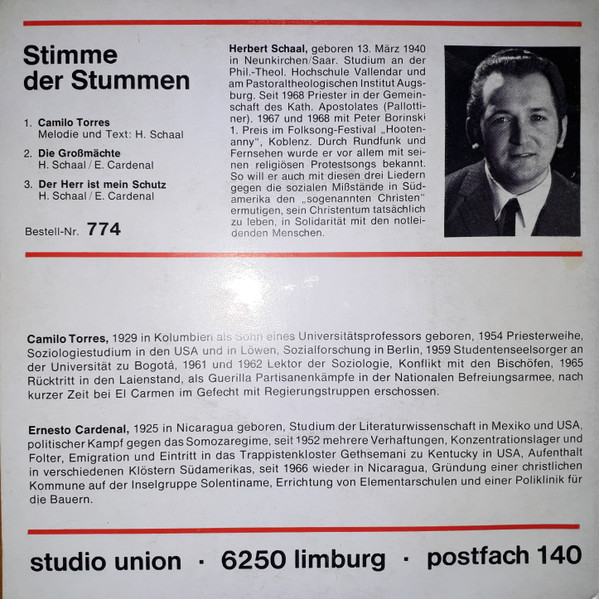 Stimme
der Stummen
1. Camilo Torres
Melodie und Text: H. Schaal
2. Die Großmächte
H. Schaal / E. Cardenal
3. Der Herr ist mein Schutz
H. Schaal / E. Cardenal
Bestell-Nr. 774
Herbert Schaal, geboren 13. März 1940
in Neunkirchen/Saar. Studium an der
Phil.-Theol. Hochschule Vallendar und
am Pastoraltheologischen Institut Augs-
burg. Seit 1968 Priester in der Gemein-
schaft des Kath. Apostolates (Pallotti-
ner). 1967 und 1968 mit Peter Borinski
1. Preis im Folksong-Festival „Hooten-
anny", Koblenz. Durch Rundfunk und
Fernsehen wurde er vor allem mit sei-
nen religiösen Protestsongs bekannt.
So will er auch mit diesen drei Liedern
gegen die sozialen Mißstände in Süd-
amerika den „sogenannten Christen"
ermutigen, sein Christentum tatsächlich
zu leben, in Solidarität mit den notlei-
denden Menschen.
Camilo Torres, 1929 in Kolumbien als Sohn eines Universitätsprofessors geboren, 1954 Priesterweihe,
Soziologiestudium in den USA und in Löwen, Sozialforschung in Berlin, 1959 Studentenseelsorger an
der Universität zu Bogotá, 1961 und 1962 Lektor der Soziologie, Konflikt mit den Bischöfen, 1965
Rücktritt in den Laienstand, als Guerilla Partisanenkämpfe in der Nationalen Befreiungsarmee, nach
kurzer Zeit bei El Carmen im Gefecht mit Regierungstruppen erschossen.
Ernesto Cardenal, 1925 in Nicaragua geboren, Studium der Literaturwissenschaft in Mexiko und USA,
politischer Kampf gegen das Somozaregime, seit 1952 mehrere Verhaftungen, Konzentrationslager und
Folter, Emigration und Eintritt in das Trappistenkloster Gethsemani zu Kentucky in USA, Aufenthalt
in verschiedenen Klöstern Südamerikas, seit 1966 wieder in Nicaragua, Gründung einer christlichen
Kommune auf der Inselgruppe Solentiname, Errichtung von Elementarschulen und einer Poliklinik für
die Bauern.
studio union · 6250 limburg · postfach 140